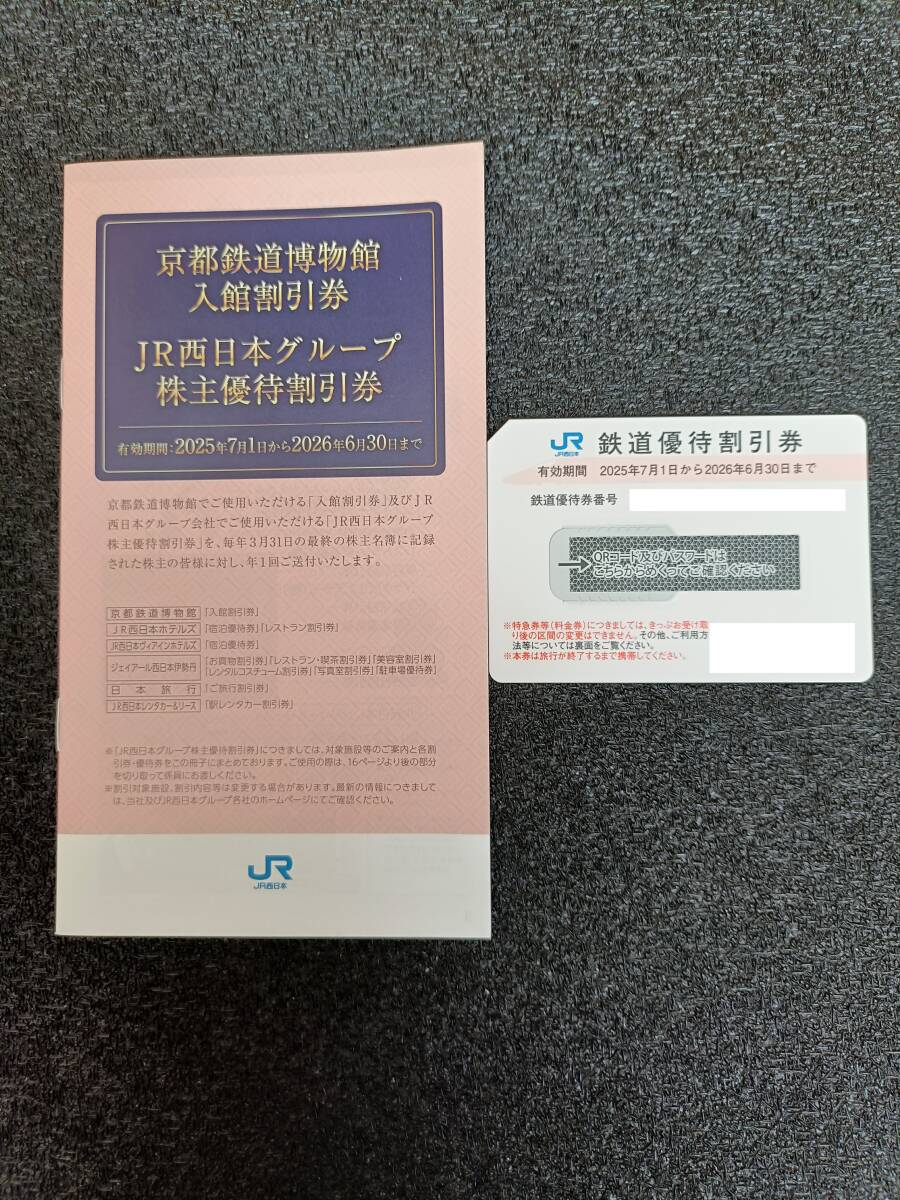 京都鉄道博物館
入館割引券
JR西日本グループ
株主優待割引券
有効期間:2025年7月1日から2026年6月30日まで
京都鉄道博物館でご使用いただける「入館割引券」及びJR
西日本グループ会社でご使用いただける「JR西日本グループ
株主優待割引券」を、毎年3月31日の最終の株主名簿に記録
された株主の皆様に対し、年1回ご送付いたします。
京都鉄道博物館 「入館割引券」
JR西日本ホテルズ 「宿泊優待券」「レストラン割引券」
JR西日本ヴィアインホテルズ 「宿泊優待券」
ジェイアール西日本伊勢丹 「お買物割引券」「レストラン・喫茶割引券」「美容室割引券」
「レンタルコスチューム割引券」「写真室割引券」「駐車場優待券」
日本旅行 「ご旅行割引券」
JR西日本レンタカー&リース 「駅レンタカー割引券」
※「JR西日本グループ株主優待割引券」につきましては、対象施設等のご案内と各割
引券・優待券をこの冊子にまとめております。ご使用の際は、16ページより後の部分
を切り取って係員にお渡しください。
※割引対象施設、割引内容等は変更する場合があります。最新の情報につきまして
は、当社及びJR西日本グループ各社のホームページにてご確認ください。
JR
JR西日本
JR
JR西日本
鉄道優待割引券
有効期間 2025年7月1日から2026年6月30日まで
鉄道優待券番号
QRコード及びパスワードは
こちらからめくってご確認ください
※特急券等(料金券)につきましては、きっぷお受け取
り後の区間の変更はできません。その他、ご利用方
法等については裏面をご覧ください。
※本券は旅行が終了するまで携帯してください。